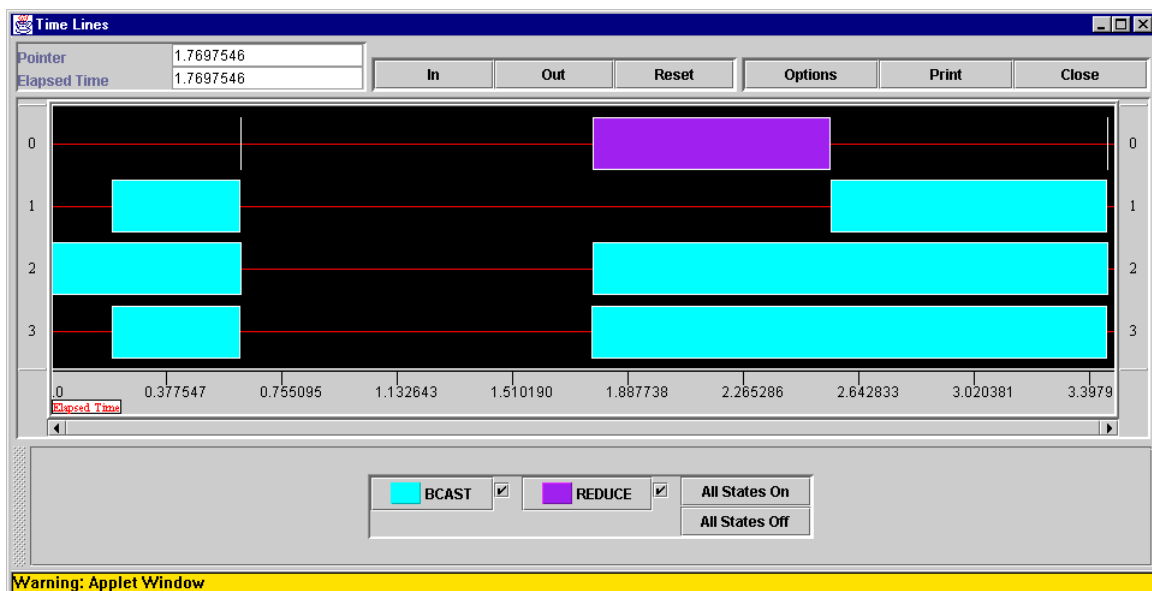 Time Lines
Pointer 1.7697546
Elapsed Time 1.7697546
In Out Reset Options Print Close
0 0
1 1
2 2
3 3
.0 0.377547 0.755095 1.132643 1.510190 1.887738 2.265286 2.642833 3.020381 3.3979
Elapsed Time
BCAST REDUCE All States On
All States Off
Warning: Applet Window